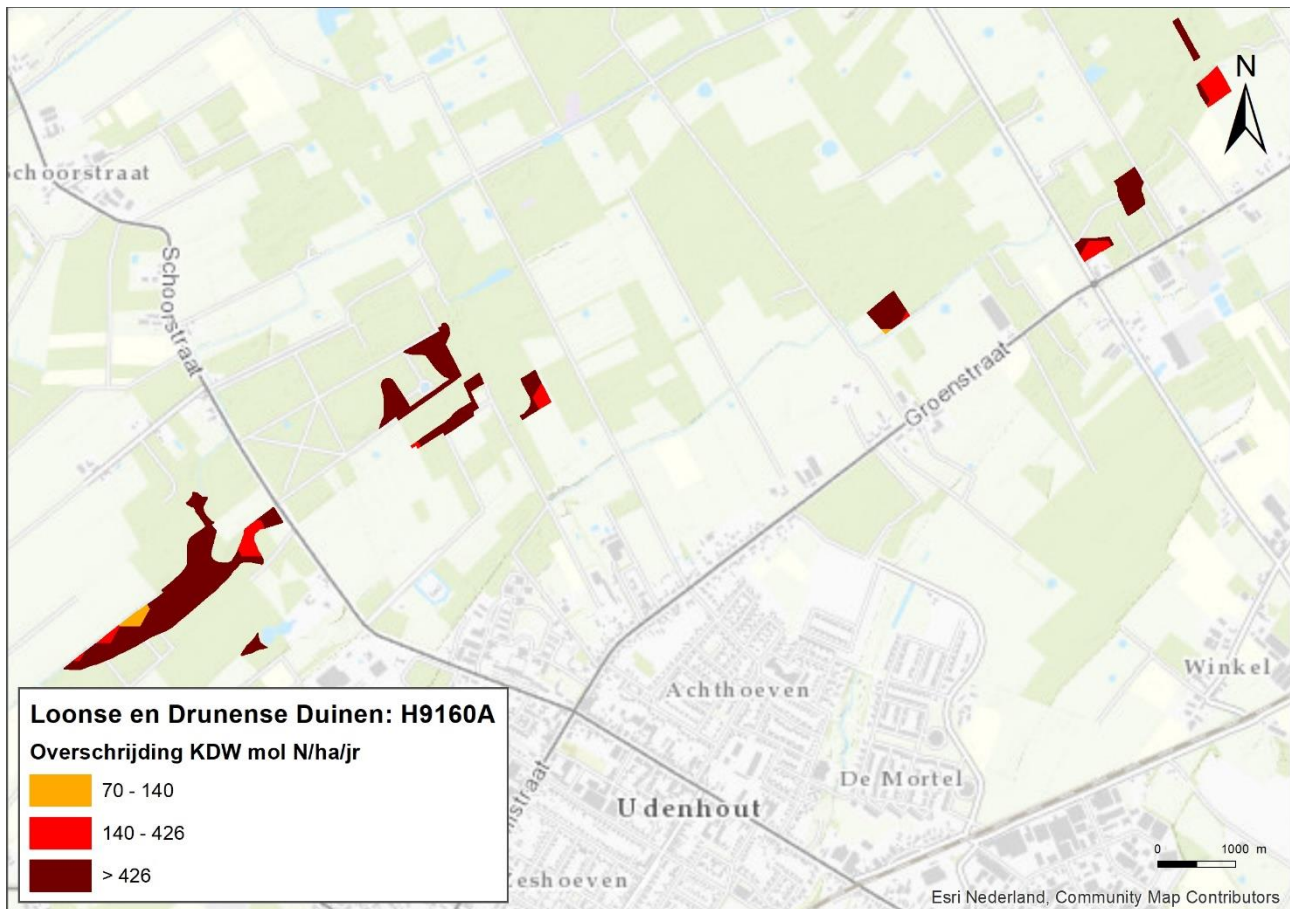 N
Schoorstraat
Schoorstraat
Groenstraat
Winkel
Achthoeven
De Mortel
Udenhout
Loonse en Drunense Duinen: H9160A
Overschrijding KDW mol N/ha/jr
70 - 140
140 - 426
> 426
0 1000 m
Esri Nederland, Community Map Contributors